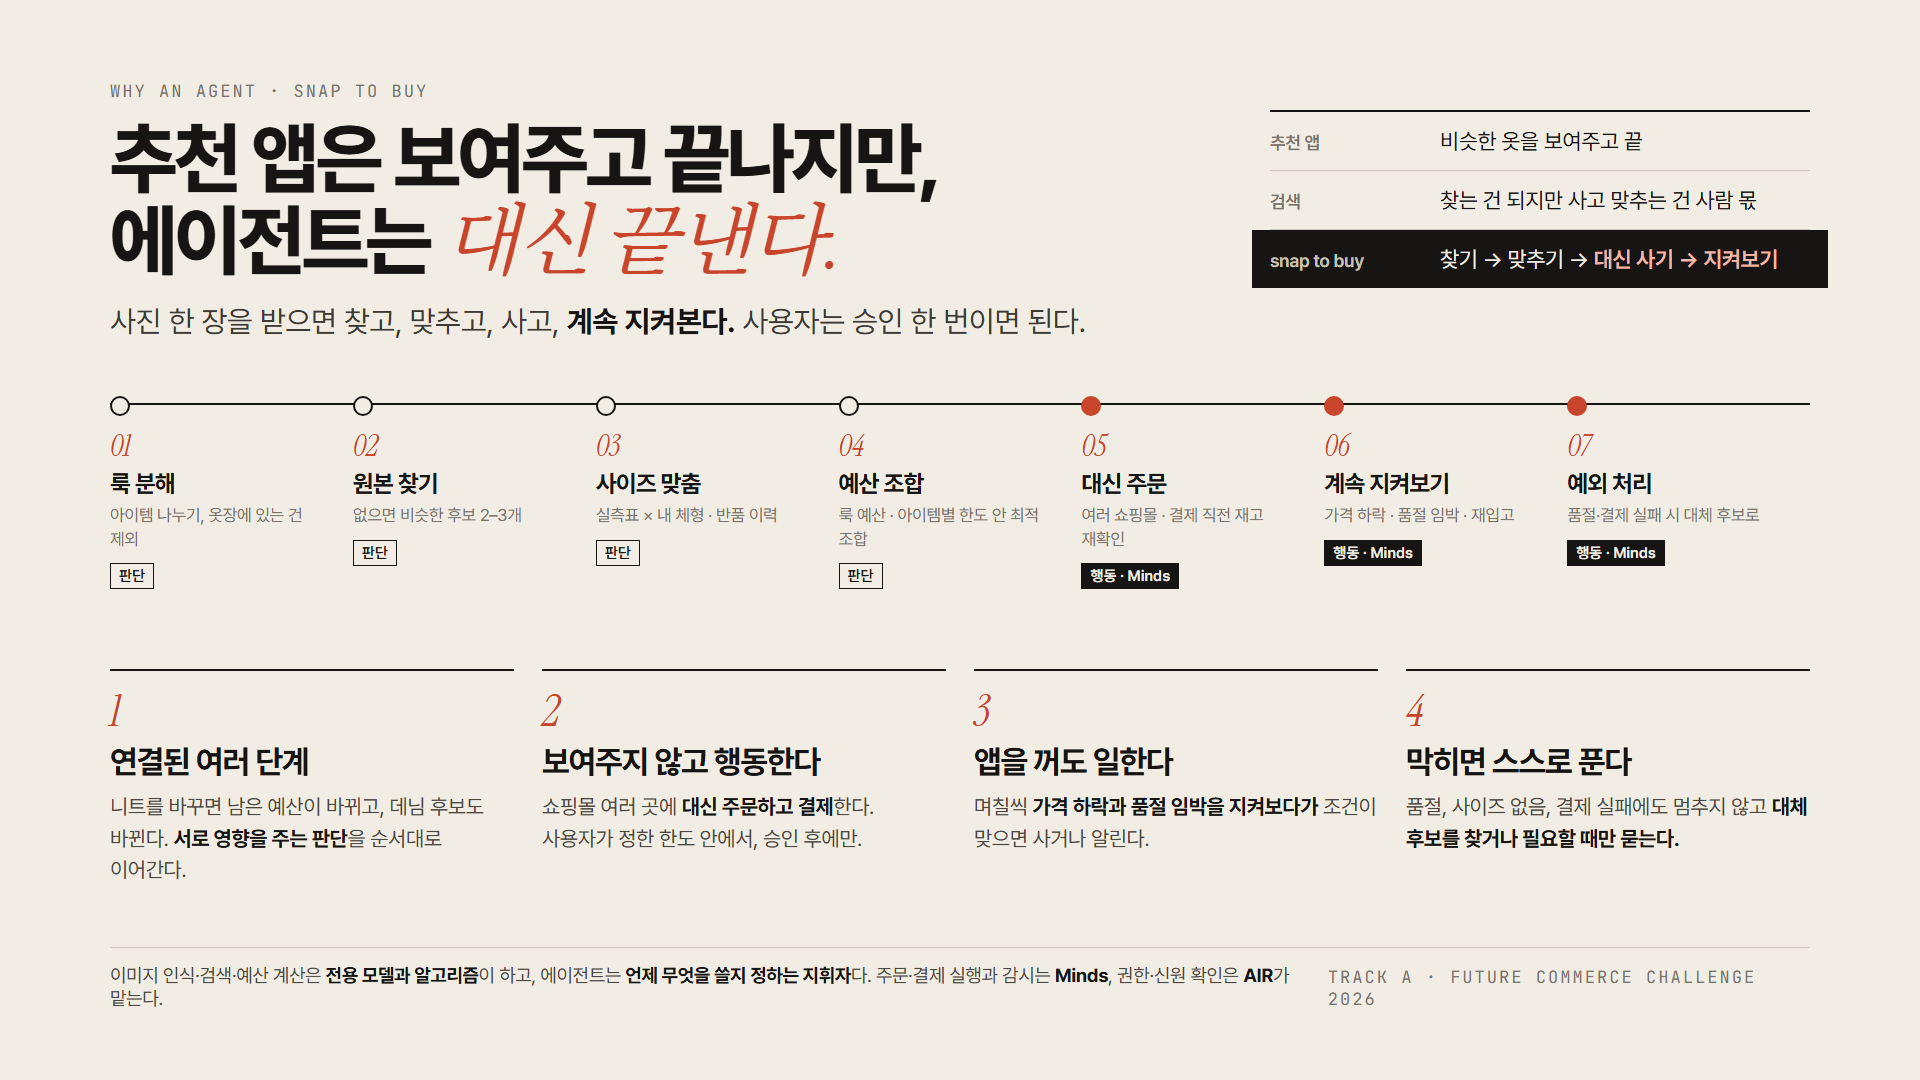 WHY AN AGENT · SNAP TO BUY
추천 앱은 보여주고 끝나지만,
에이전트는 대신 끝낸다.
사진 한 장을 받으면 찾고, 맞추고, 사고, 계속 지켜본다. 사용자는 승인 한 번이면 된다.
추천 앱 비슷한 옷을 보여주고 끝
검색 찾는 건 되지만 사고 맞추는 건 사람 몫
snap to buy 찾기 → 맞추기 → 대신 사기 → 지켜보기
01
룩 분해
아이템 나누기, 옷장에 있는 건
제외
판단
02
원본 찾기
없으면 비슷한 후보 2–3개
판단
03
사이즈 맞춤
실측표 × 내 체형 · 반품 이력
판단
04
예산 조합
룩 예산 · 아이템별 한도 안 최적
조합
판단
05
대신 주문
여러 쇼핑몰 · 결제 직전 재고
재확인
행동 · Minds
06
계속 지켜보기
가격 하락 · 품절 임박 · 재입고
행동 · Minds
07
예외 처리
품절·결제 실패 시 대체 후보로
행동 · Minds
1
연결된 여러 단계
니트를 바꾸면 남은 예산이 바뀌고, 데님 후보도
바뀐다. 서로 영향을 주는 판단을 순서대로
이어간다.
2
보여주지 않고 행동한다
쇼핑몰 여러 곳에 대신 주문하고 결제한다.
사용자가 정한 한도 안에서, 승인 후에만.
3
앱을 꺼도 일한다
며칠씩 가격 하락과 품절 임박을 지켜보다가 조건이
맞으면 사거나 알린다.
4
막히면 스스로 푼다
품절, 사이즈 없음, 결제 실패에도 멈추지 않고 대체
후보를 찾거나 필요할 때만 묻는다.
이미지 인식·검색·예산 계산은 전용 모델과 알고리즘이 하고, 에이전트는 언제 무엇을 쓸지 정하는 지휘자다. 주문·결제 실행과 감시는 Minds, 권한·신원 확인은 AIR가
맡는다.
TRACK A · FUTURE COMMERCE CHALLENGE
2026